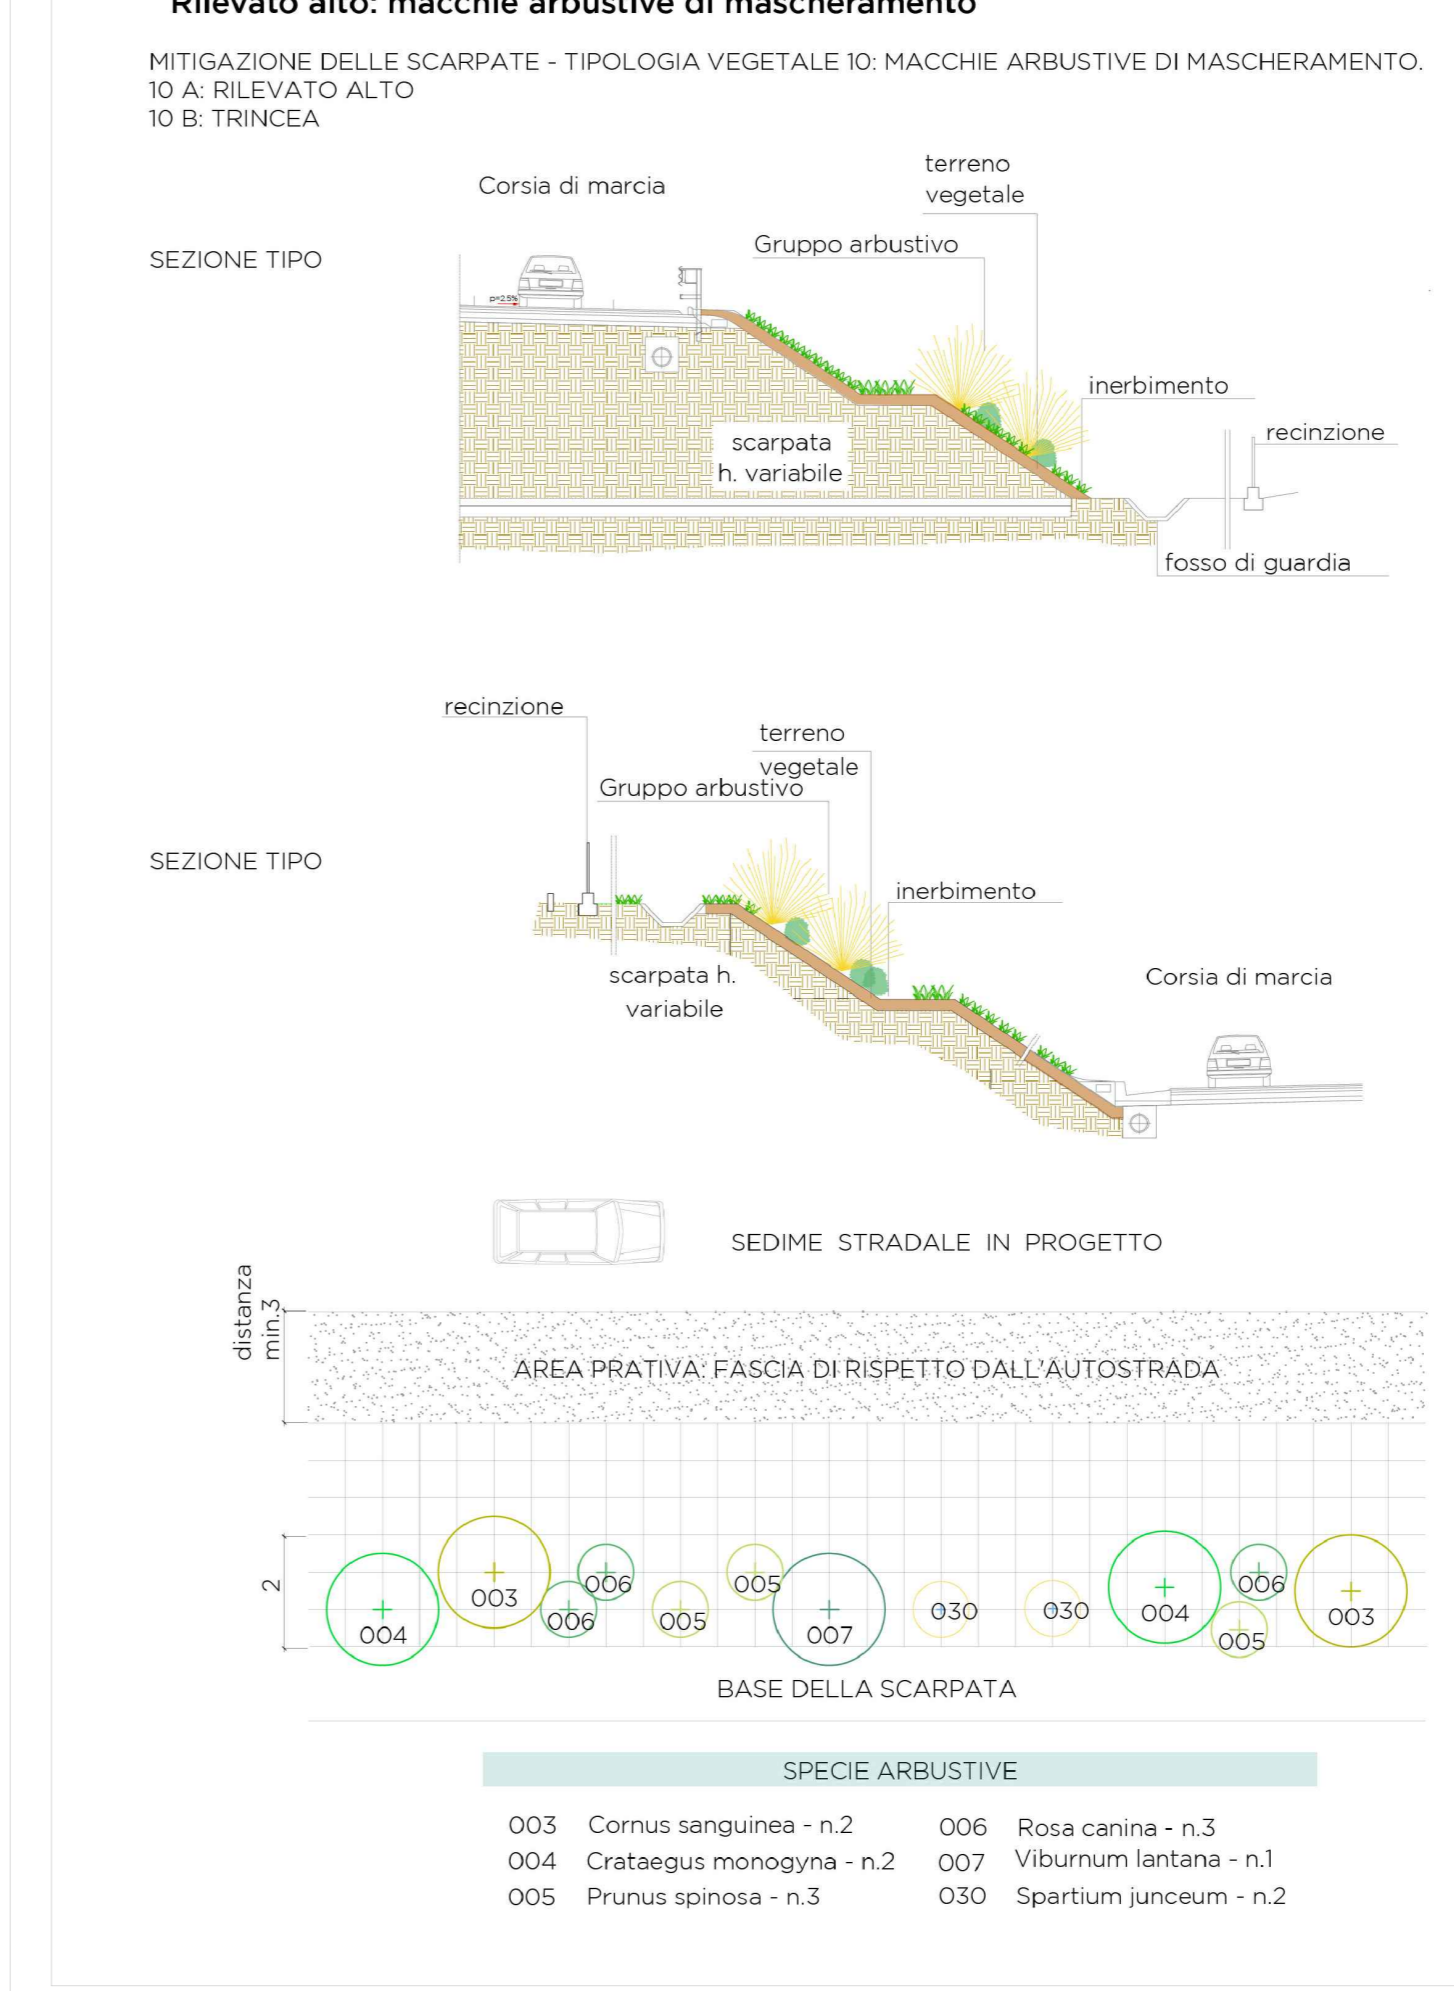 Rilevato alto: macchie arbustive di mascheramento
MITIGAZIONE DELLE SCARPATE - TIPOLOGIA VEGETALE 10: MACCHIE ARBUSTIVE DI MASCHERAMENTO.
10 A: RILEVATO ALTO
10 B: TRINCEA
SEZIONE TIPO
Corsia di marcia
terreno
vegetale
Gruppo arbustivo
p=2.5%
inerbimento
recinzione
scarpata
h. variabile
fosso di guardia
SEZIONE TIPO
recinzione
terreno
vegetale
Gruppo arbustivo
inerbimento
scarpata h.
variabile
Corsia di marcia
SEDIME STRADALE IN PROGETTO
distanza
min.3
AREA PRATIVA: FASCIA DI RISPETTO DALL'AUTOSTRADA
2
004
003
006
006
005
005
007
030
030
004
006
005
003
BASE DELLA SCARPATA
SPECIE ARBUSTIVE
003 Cornus sanguinea - n.2
004 Crataegus monogyna - n.2
005 Prunus spinosa - n.3
006 Rosa canina - n.3
007 Viburnum lantana - n.1
030 Spartium junceum - n.2